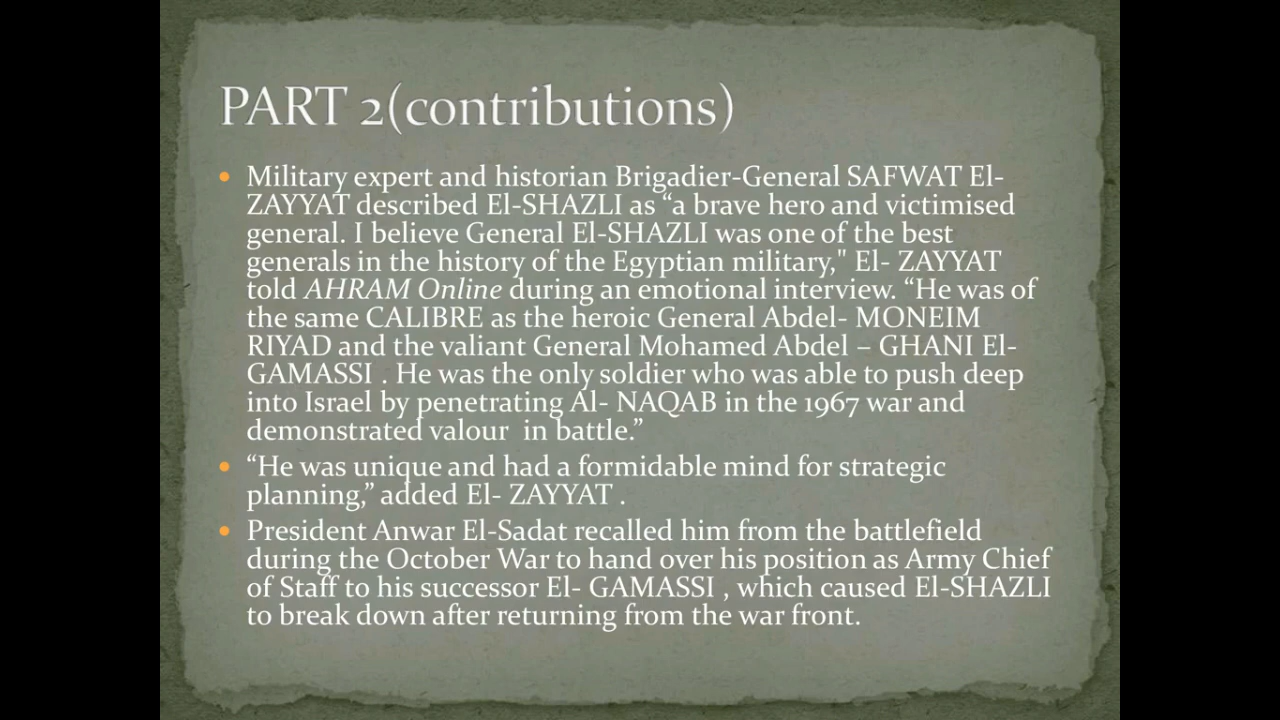 PART 2(contributions)
• Military expert and historian Brigadier-General SAFWAT El-
ZAYYAT described El-SHAZLI as “a brave hero and victimised
general. I believe General El-SHAZLI was one of the best
generals in the history of the Egyptian military," El- ZAYYAT
told AHRAM Online during an emotional interview. “He was of
the same CALIBRE as the heroic General Abdel- MONEIM
RIYAD and the valiant General Mohamed Abdel – GHANI El-
GAMASSI . He was the only soldier who was able to push deep
into Israel by penetrating Al- NAQAB in the 1967 war and
demonstrated valour  in battle.”
• “He was unique and had a formidable mind for strategic
planning,” added El- ZAYYAT .
• President Anwar El-Sadat recalled him from the battlefield
during the October War to hand over his position as Army Chief
of Staff to his successor El- GAMASSI , which caused El-SHAZLI
to break down after returning from the war front.